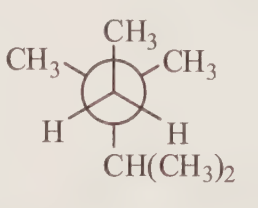 CH₃
CH₃ CH₃
H H
CH(CH₃)₂